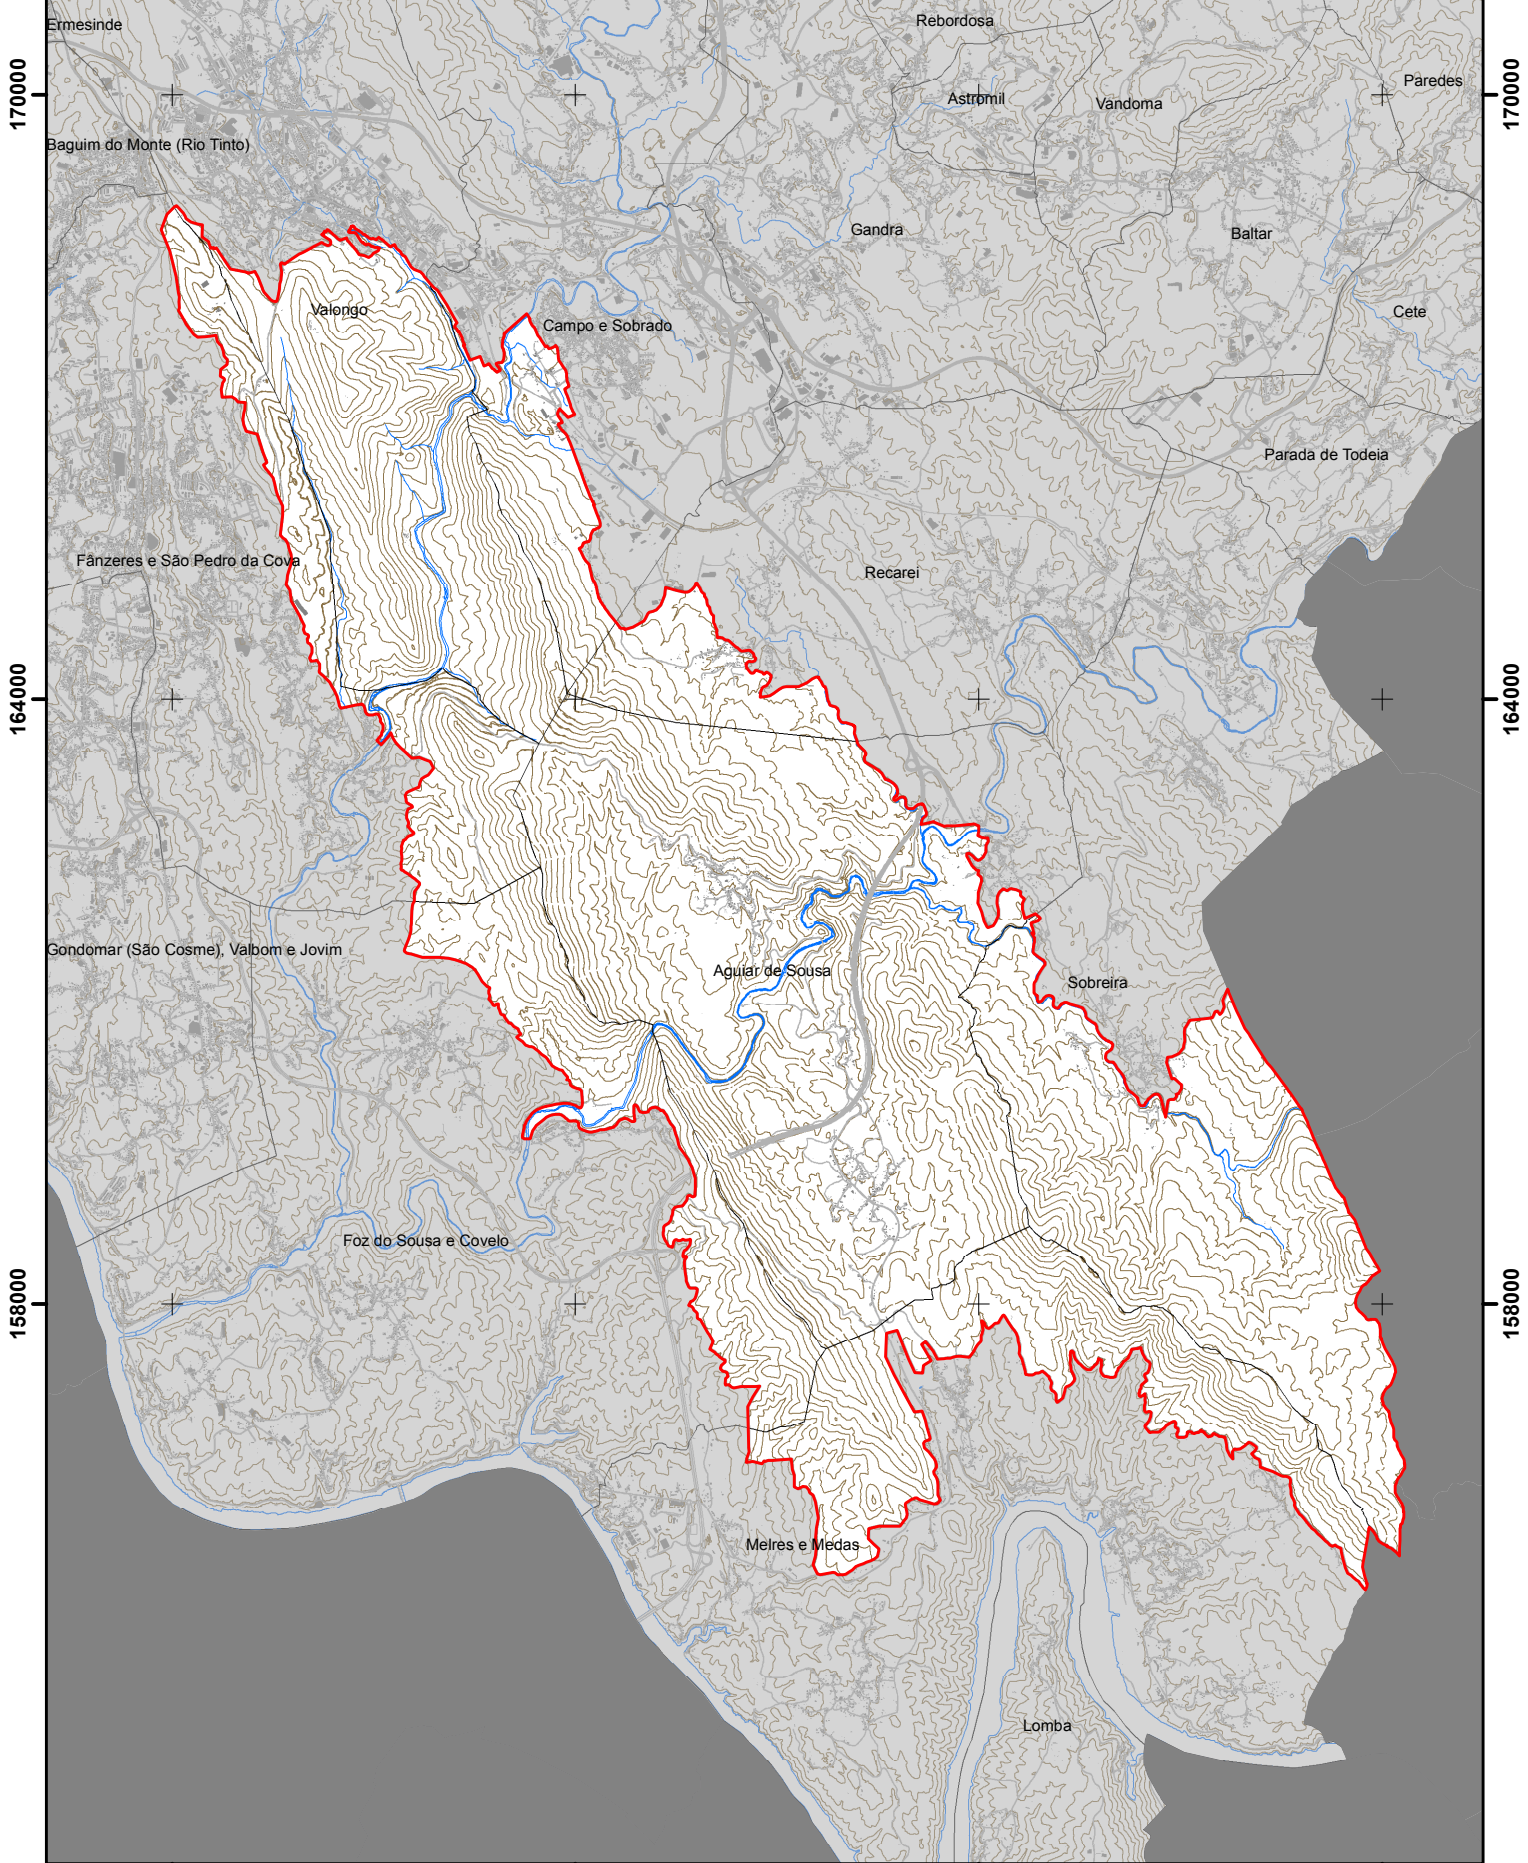 Ermesinde
Rebordosa
Paredes
170000
170000
Astromil
Vandoma
Baguim do Monte (Rio Tinto)
Gandra
Baltar
Valongo
Cete
Campo e Sobrado
Parada de Todeia
Fânzeres e São Pedro da Cova
Recarei
164000
164000
Gondomar (São Cosme), Valbom e Jovim
Aguiar de Sousa
Sobreira
Foz do Sousa e Covelo
158000
158000
Melres e Medas
Lomba